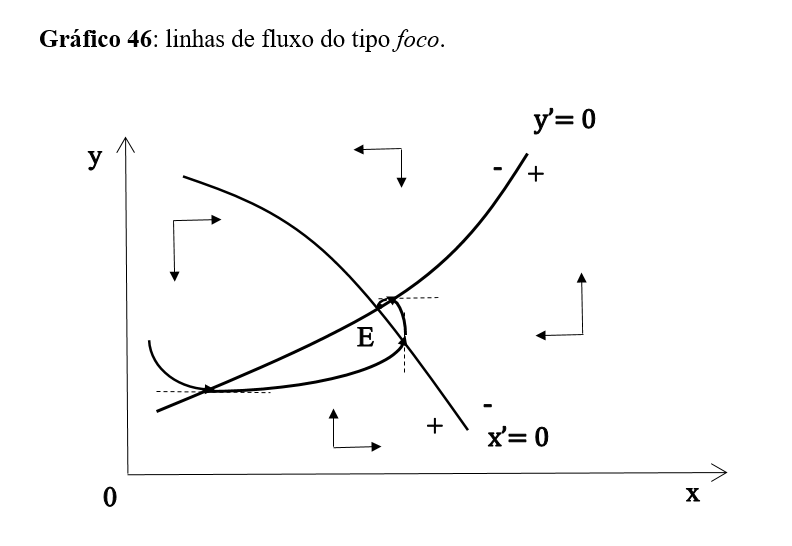 Gráfico 46: linhas de fluxo do tipo foco.
y'= 0
y
- +
E
-
+
x'= 0
0
x